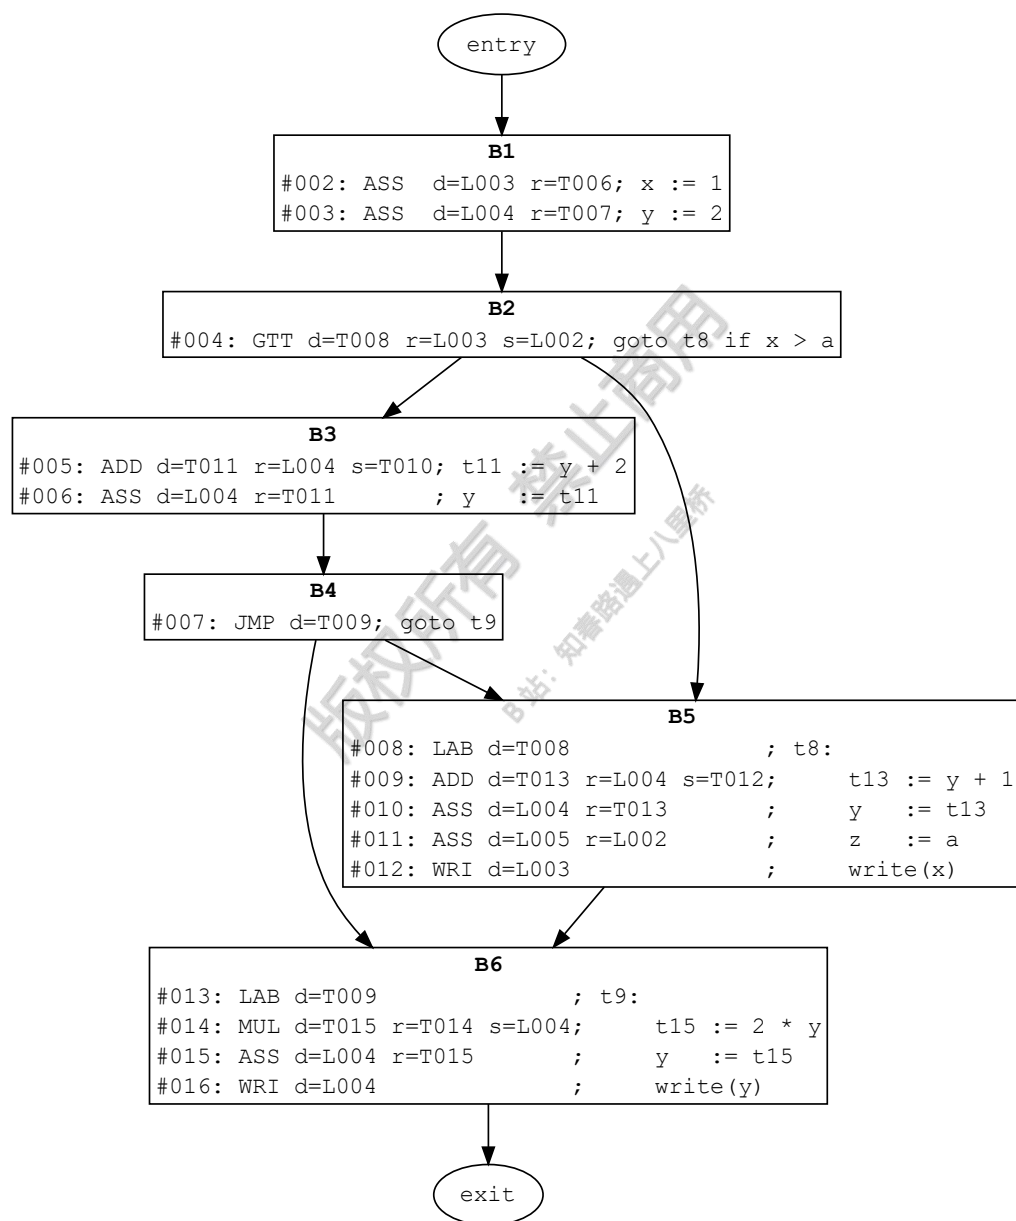 entry
B1
#002: ASS  d=L003 r=T006; x := 1
#003: ASS  d=L004 r=T007; y := 2
B2
#004: GTT d=T008 r=L003 s=L002; goto t8 if x > a
B3
#005: ADD d=T011 r=L004 s=T010; t11 := y + 2
#006: ASS d=L004 r=T011       ; y   := t11
B4
#007: JMP d=T009; goto t9
B5
#008: LAB d=T008              ; t8:
#009: ADD d=T013 r=L004 s=T012;     t13 := y + 1
#010: ASS d=L004 r=T013       ;     y   := t13
#011: ASS d=L005 r=L002       ;     z   := a
#012: WRI d=L003              ;     write(x)
B6
#013: LAB d=T009              ; t9:
#014: MUL d=T015 r=T014 s=L004;     t15 := 2 * y
#015: ASS d=L004 r=T015       ;     y   := t15
#016: WRI d=L004              ;     write(y)
exit
版权所有 禁止商用
B 站：知春路遇上八里桥